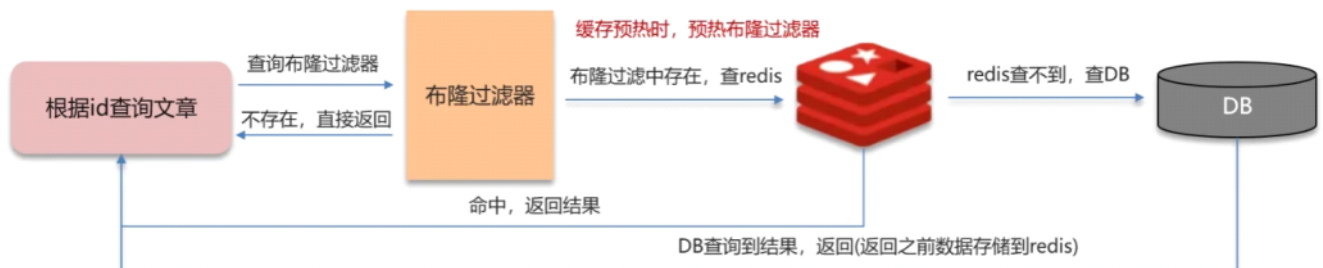 缓存预热时，预热布隆过滤器
查询布隆过滤器
布隆过滤中存在，查redis
redis查不到，查DB
根据id查询文章
布隆过滤器
DB
不存在，直接返回
命中，返回结果
DB查询到结果，返回(返回之前数据存储到redis)